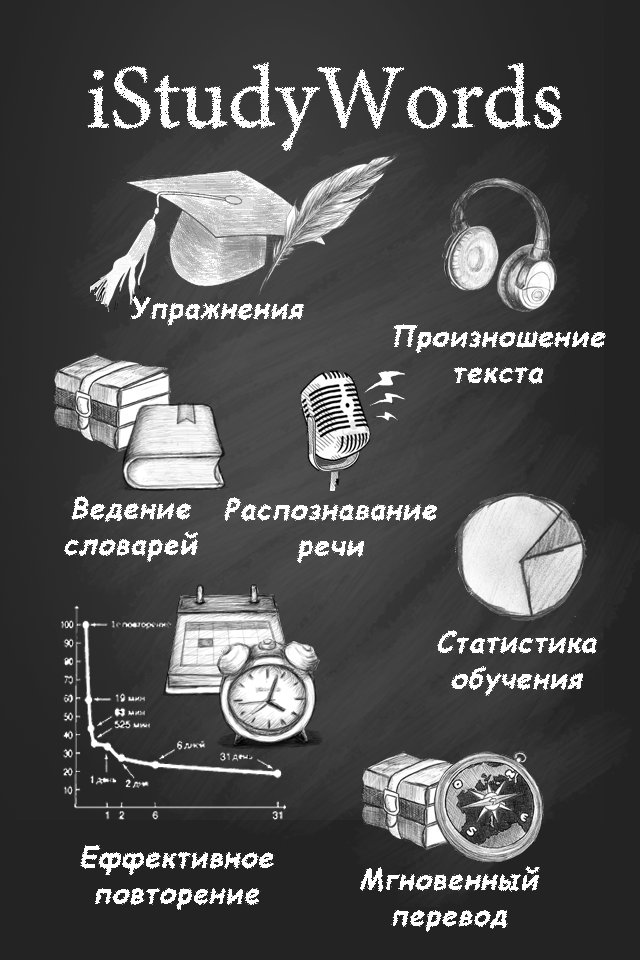 iStudyWords
Упражнения
Произношение
текста
Ведение
словарей
Распознавание
речи
Статистика
обучения
100
90
80
70
60
50
40
30
20
10
1е повторение
19 мин
63 мин
525 мин
1 день
2 дня
6 дней
31 день
1 2 6 31
Еффективное
повторение
Мгновенный
перевод